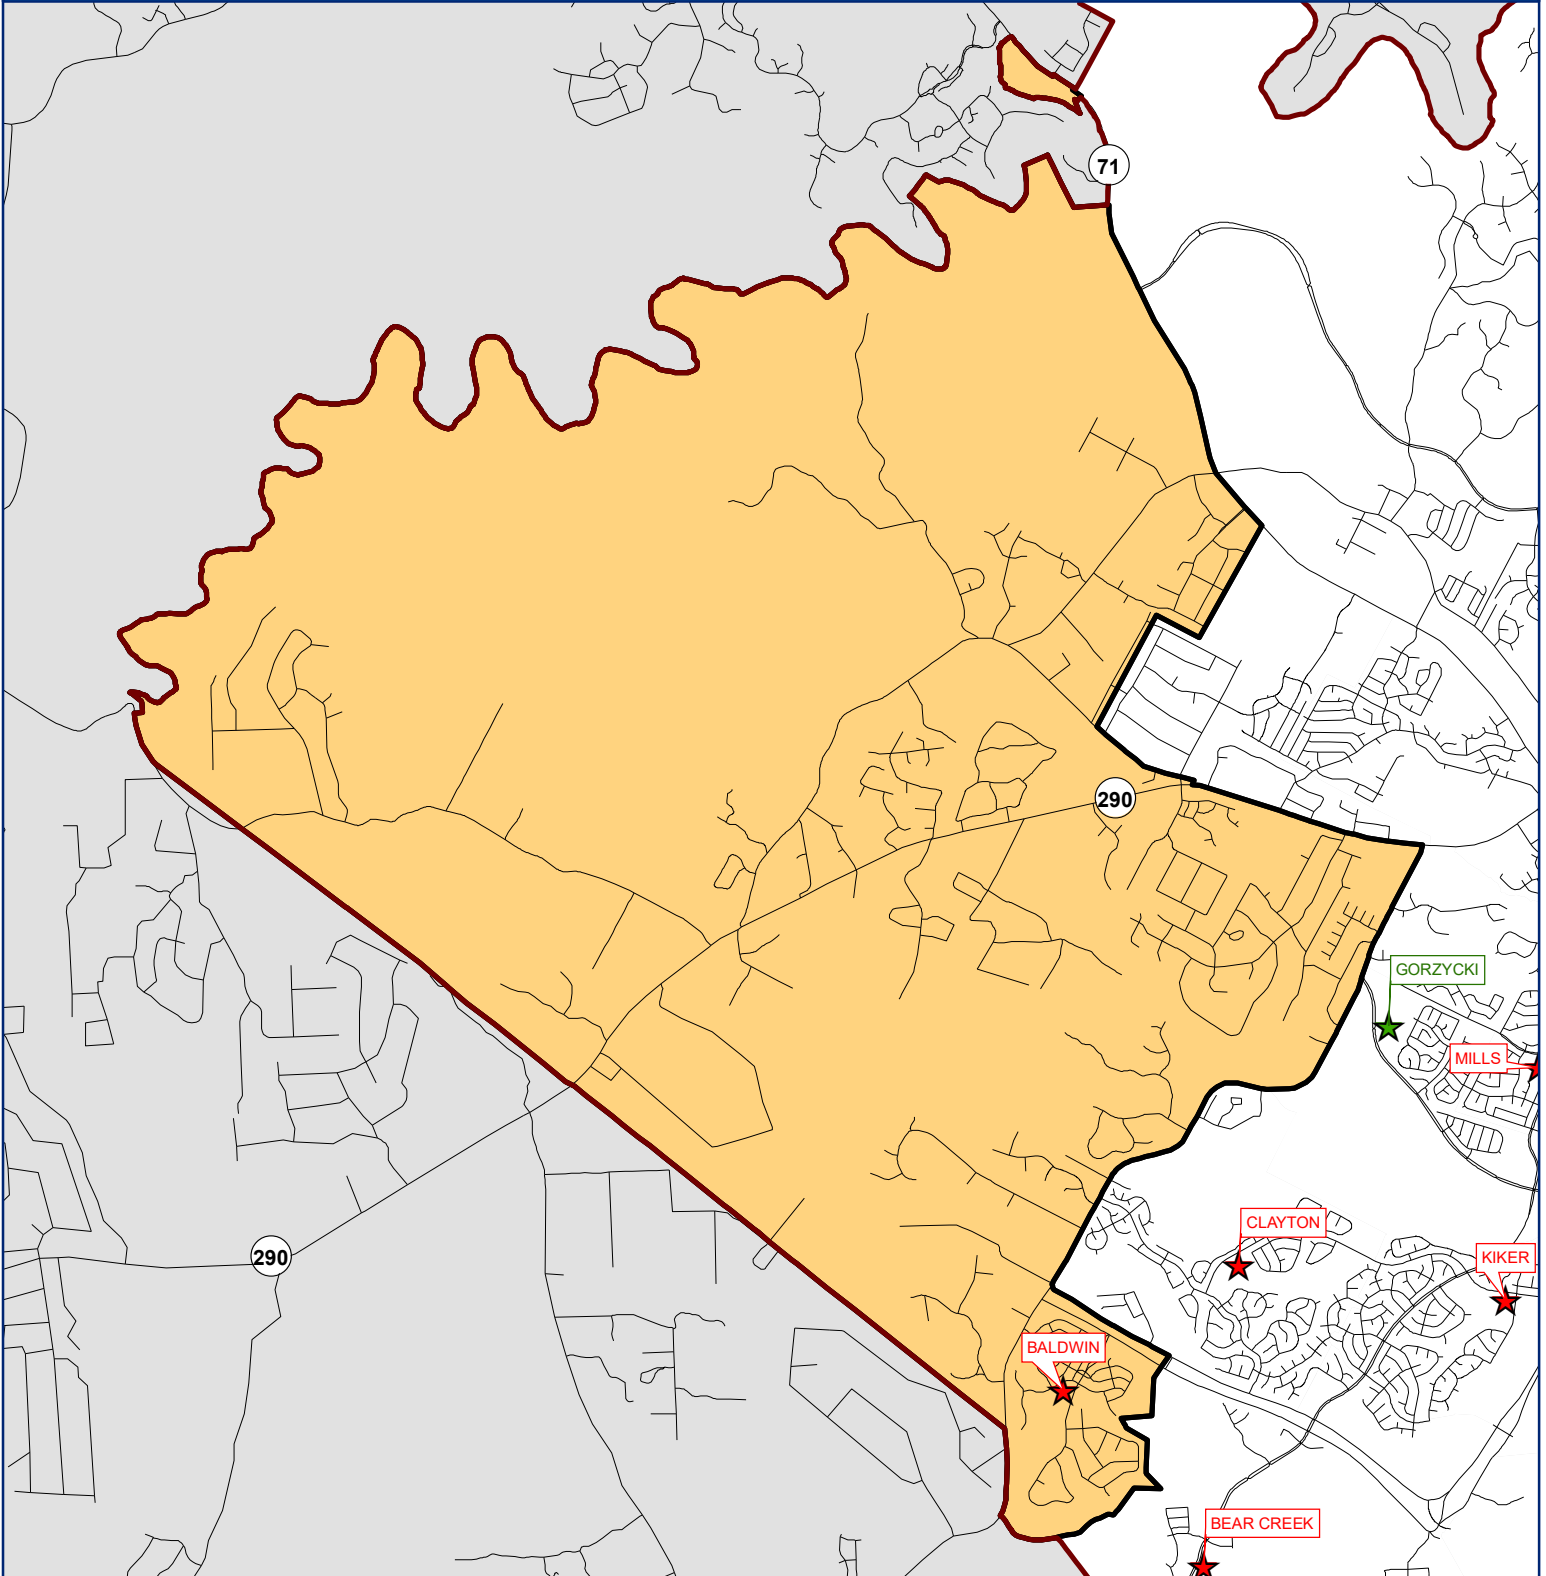 71
290
GORZYCKI
MILLS
CLAYTON
290
KIKER
BALDWIN
BEAR CREEK